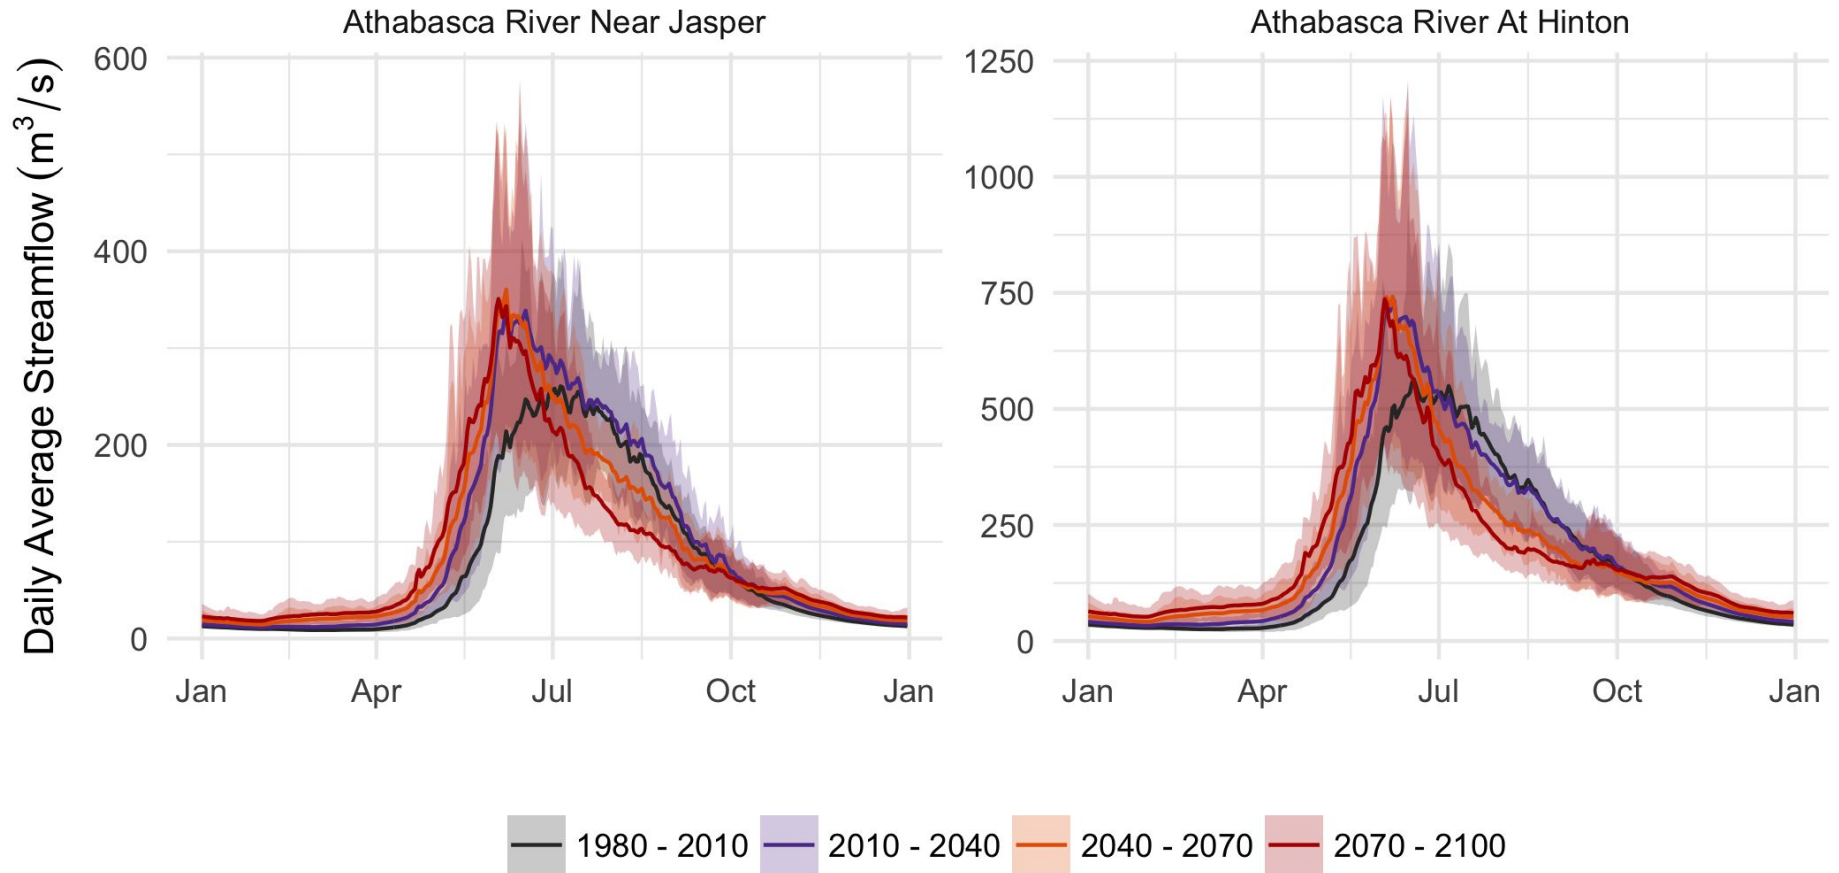 Athabasca River Near Jasper
Athabasca River At Hinton
Daily Average Streamflow (m³/s)
600
400
200
0
Jan Apr Jul Oct Jan
1250
1000
750
500
250
0
Jan Apr Jul Oct Jan
1980 - 2010 2010 - 2040 2040 - 2070 2070 - 2100